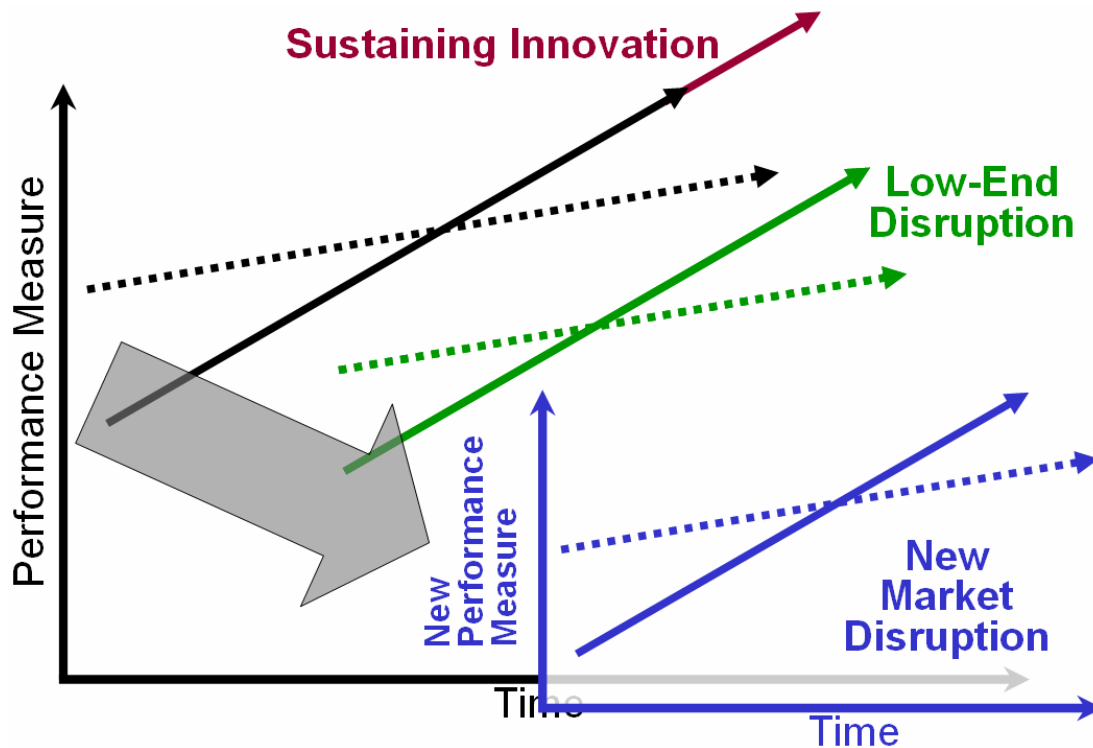 Sustaining Innovation
Performance Measure
Low-End
Disruption
New
Performance
Measure
New
Market
Disruption
Time
Time